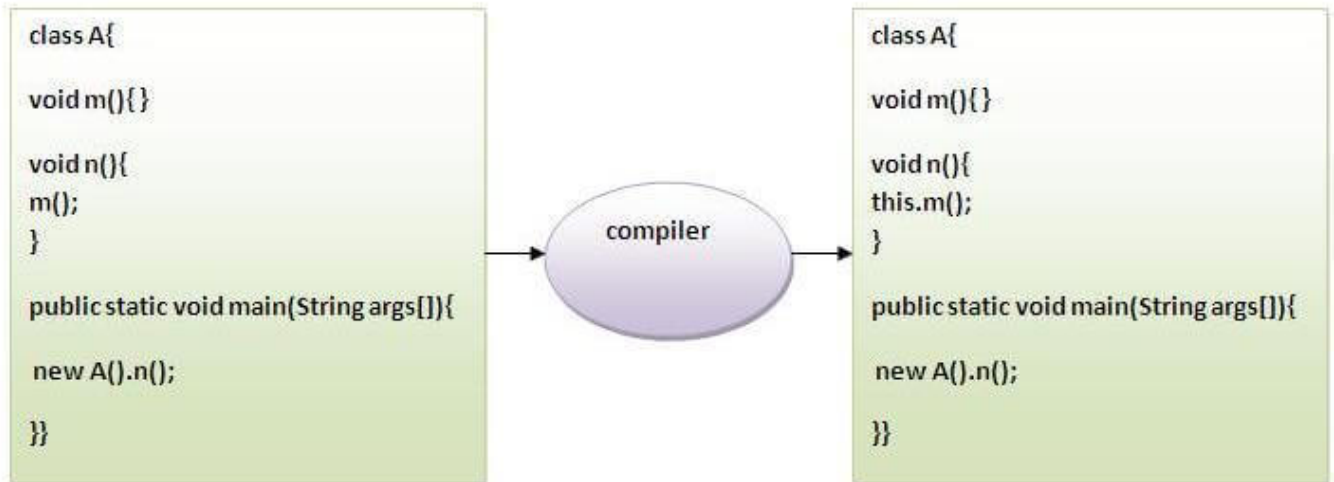 class A{
void m(){ }
void n(){
m();
}
public static void main(String args[]){
new A().n();
}}
compiler
class A{
void m(){ }
void n(){
this.m();
}
public static void main(String args[]){
new A().n();
}}